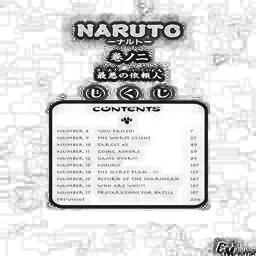 NARUTO
―ナルト―
巻ノ二
最悪の依頼人
もくじ
CONTENTS
NUMBER 8 YOU FAILED! 7
NUMBER 9 THE WORST CLIENT 27
NUMBER 10 TARGET #2 49
NUMBER 11 GOING ASHORE 69
NUMBER 12 GAME OVER!!! 89
NUMBER 13 NINJA!! 107
NUMBER 14 THE SECRET PLAN...!! 127
NUMBER 15 RETURN OF THE SHARINGAN 147
NUMBER 16 WHO ARE YOU?! 167
NUMBER 17 PREPARATIONS FOR BATTLE 187
PREVIEWS 206